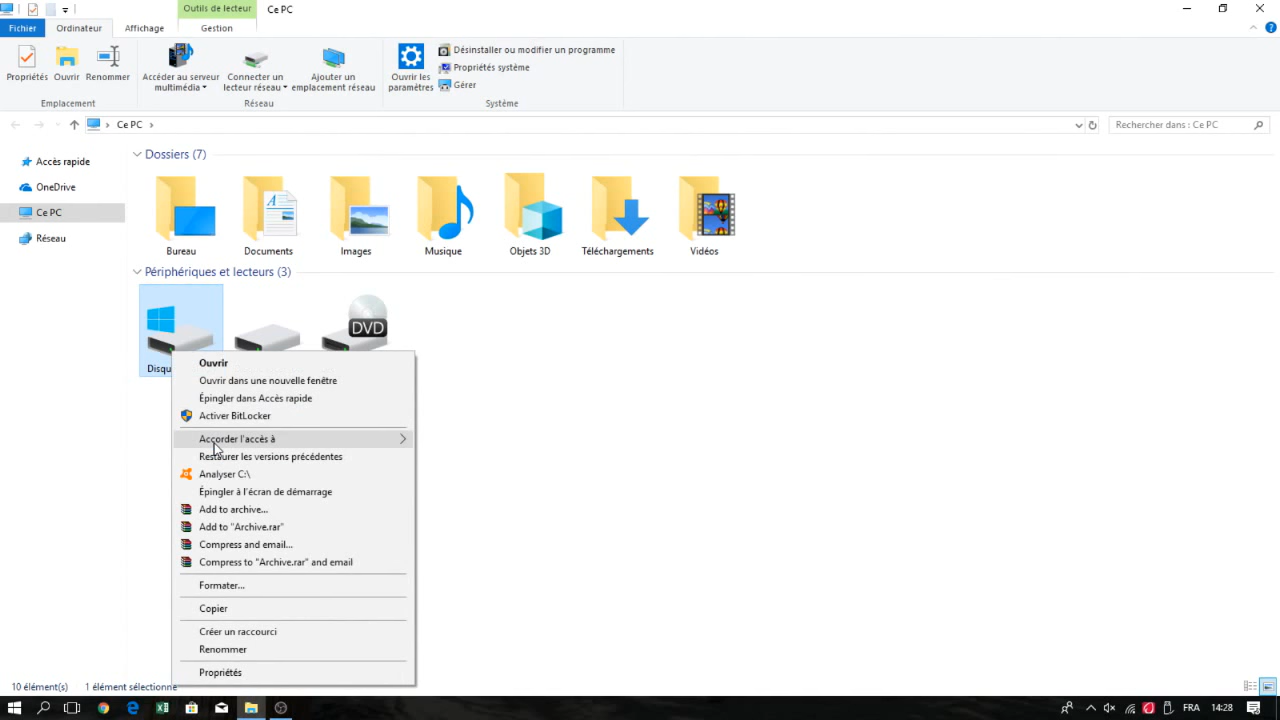 Outils de lecteur Ce PC
Fichier Ordinateur Affichage Gestion
Propriétés Ouvrir Renommer
Accéder au serveur multimédia
Connecter un lecteur réseau
Ajouter un emplacement réseau
Ouvrir les paramètres
Désinstaller ou modifier un programme
Propriétés système
Gérer
Emplacement Réseau Système
Ce PC
Rechercher dans : Ce PC
Accès rapide
OneDrive
Ce PC
Réseau
Dossiers (7)
Bureau Documents Images Musique Objets 3D Téléchargements Vidéos
Périphériques et lecteurs (3)
DVD
Disqu
Ouvrir
Ouvrir dans une nouvelle fenêtre
Épingler dans Accès rapide
Activer BitLocker
Accorder l'accès à
Restaurer les versions précédentes
Analyser C:\
Épingler à l'écran de démarrage
Add to archive...
Add to "Archive.rar"
Compress and email...
Compress to "Archive.rar" and email
Formater...
Copier
Créer un raccourci
Renommer
Propriétés
10 élément(s) 1 élément sélectionné
FRA 14:28